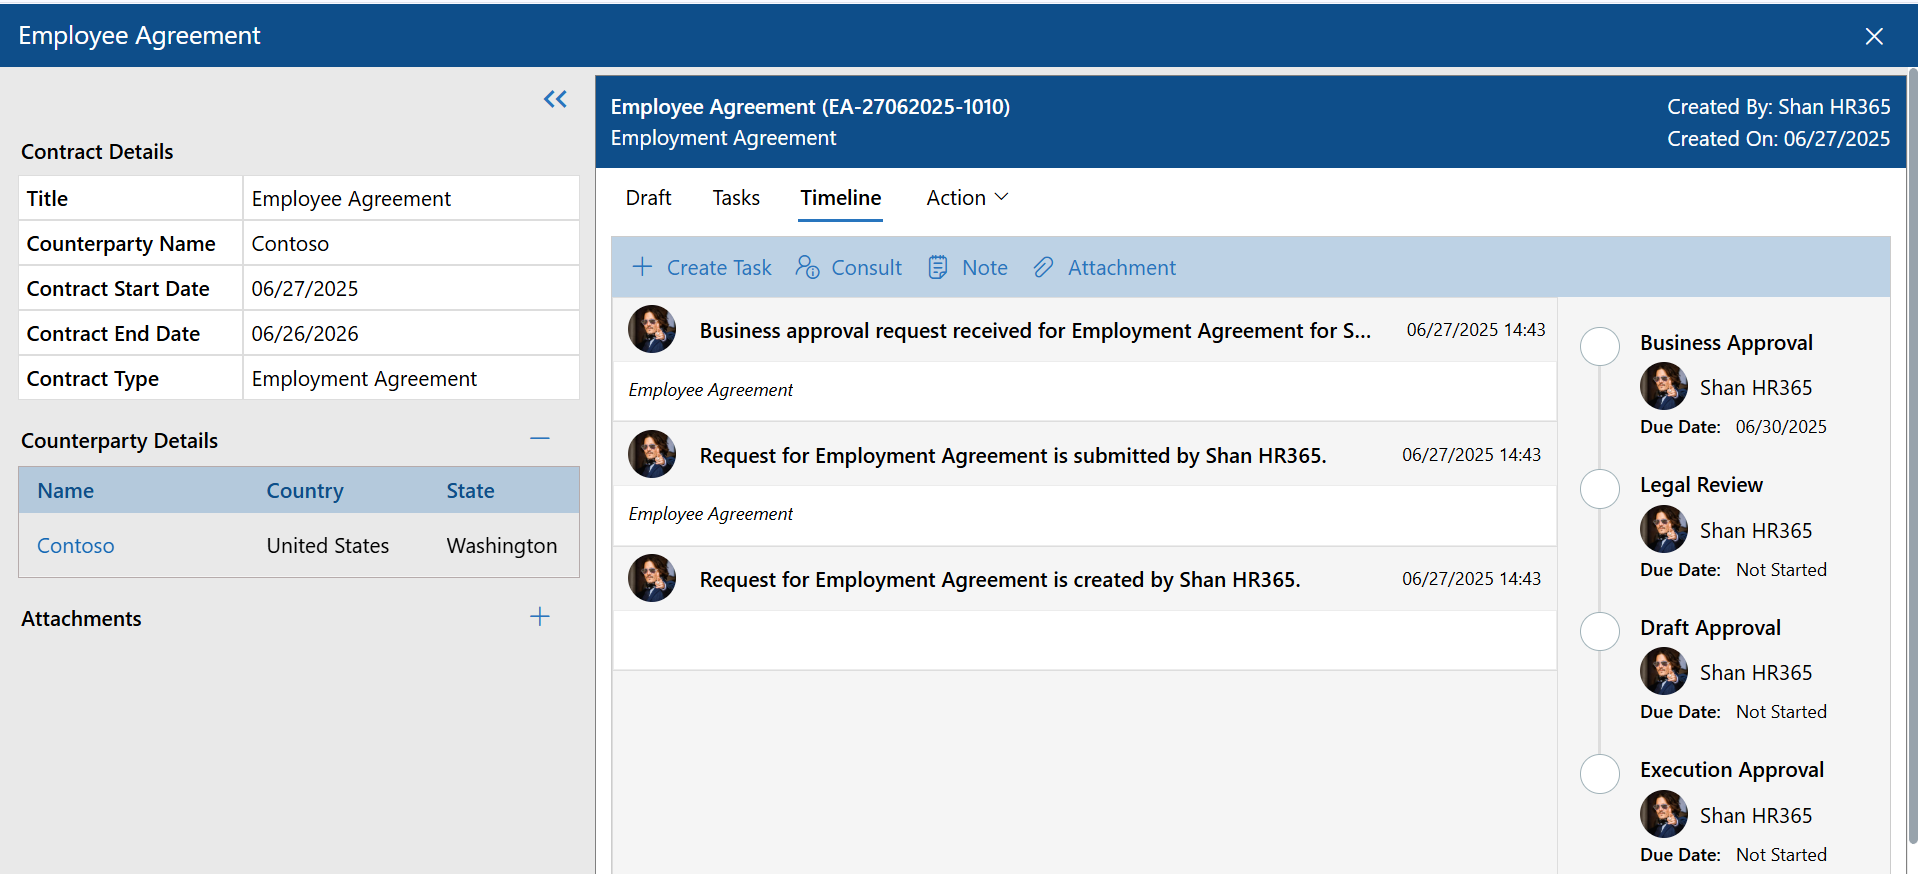 Employee Agreement
Contract Details
Title Employee Agreement
Counterparty Name Contoso
Contract Start Date 06/27/2025
Contract End Date 06/26/2026
Contract Type Employment Agreement
Counterparty Details
Name Country State
Contoso United States Washington
Attachments
Employee Agreement (EA-27062025-1010)
Employment Agreement
Created By: Shan HR365
Created On: 06/27/2025
Draft Tasks Timeline Action
Create Task Consult Note Attachment
Business approval request received for Employment Agreement for S... 06/27/2025 14:43
Employee Agreement
Request for Employment Agreement is submitted by Shan HR365. 06/27/2025 14:43
Employee Agreement
Request for Employment Agreement is created by Shan HR365. 06/27/2025 14:43
Business Approval
Shan HR365
Due Date: 06/30/2025
Legal Review
Shan HR365
Due Date: Not Started
Draft Approval
Shan HR365
Due Date: Not Started
Execution Approval
Shan HR365
Due Date: Not Started